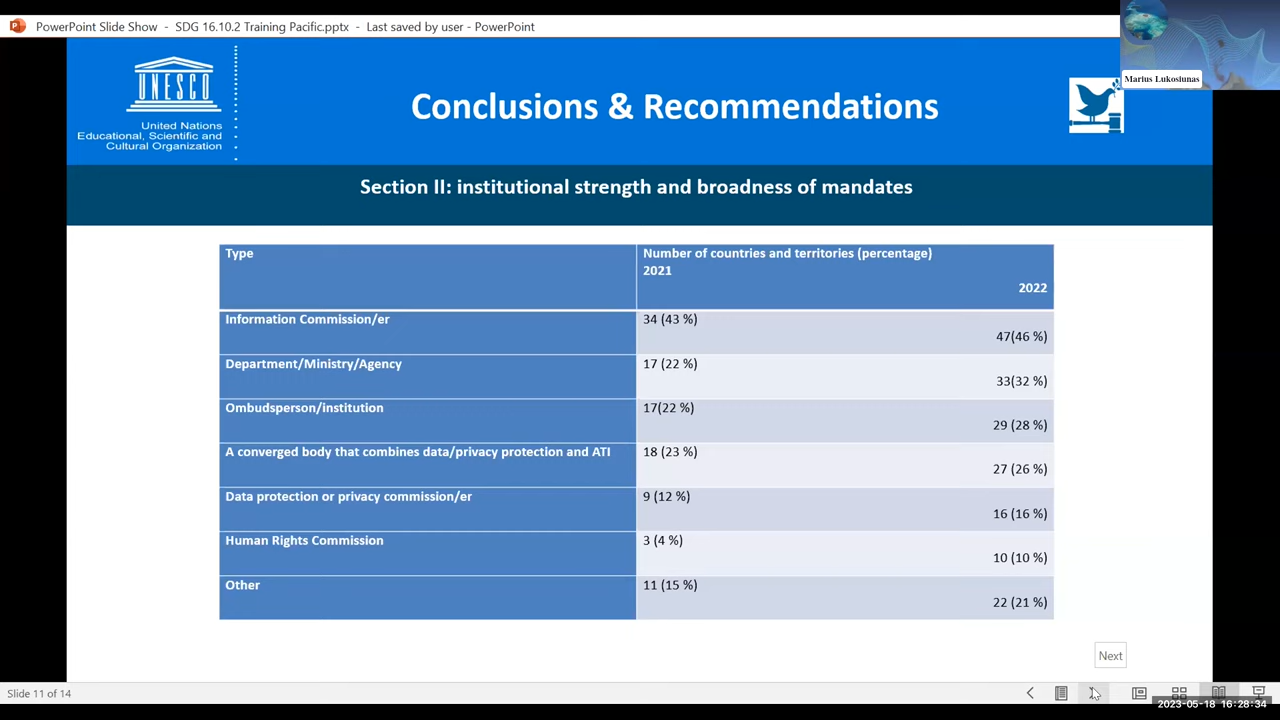 PowerPoint Slide Show - SDG 16.10.2 Training Pacific.pptx - Last saved by user - PowerPoint
Marius Lukosiunas
UNESCO
United Nations
Educational, Scientific and
Cultural Organization
Conclusions & Recommendations
Section II: institutional strength and broadness of mandates
Type
Number of countries and territories (percentage)
2021
2022
Information Commission/er
34 (43 %)
47(46 %)
Department/Ministry/Agency
17 (22 %)
33(32 %)
Ombudsperson/institution
17(22 %)
29 (28 %)
A converged body that combines data/privacy protection and ATI
18 (23 %)
27 (26 %)
Data protection or privacy commission/er
9 (12 %)
16 (16 %)
Human Rights Commission
3 (4 %)
10 (10 %)
Other
11 (15 %)
22 (21 %)
Next
Slide 11 of 14
2023-05-18 16:28:34